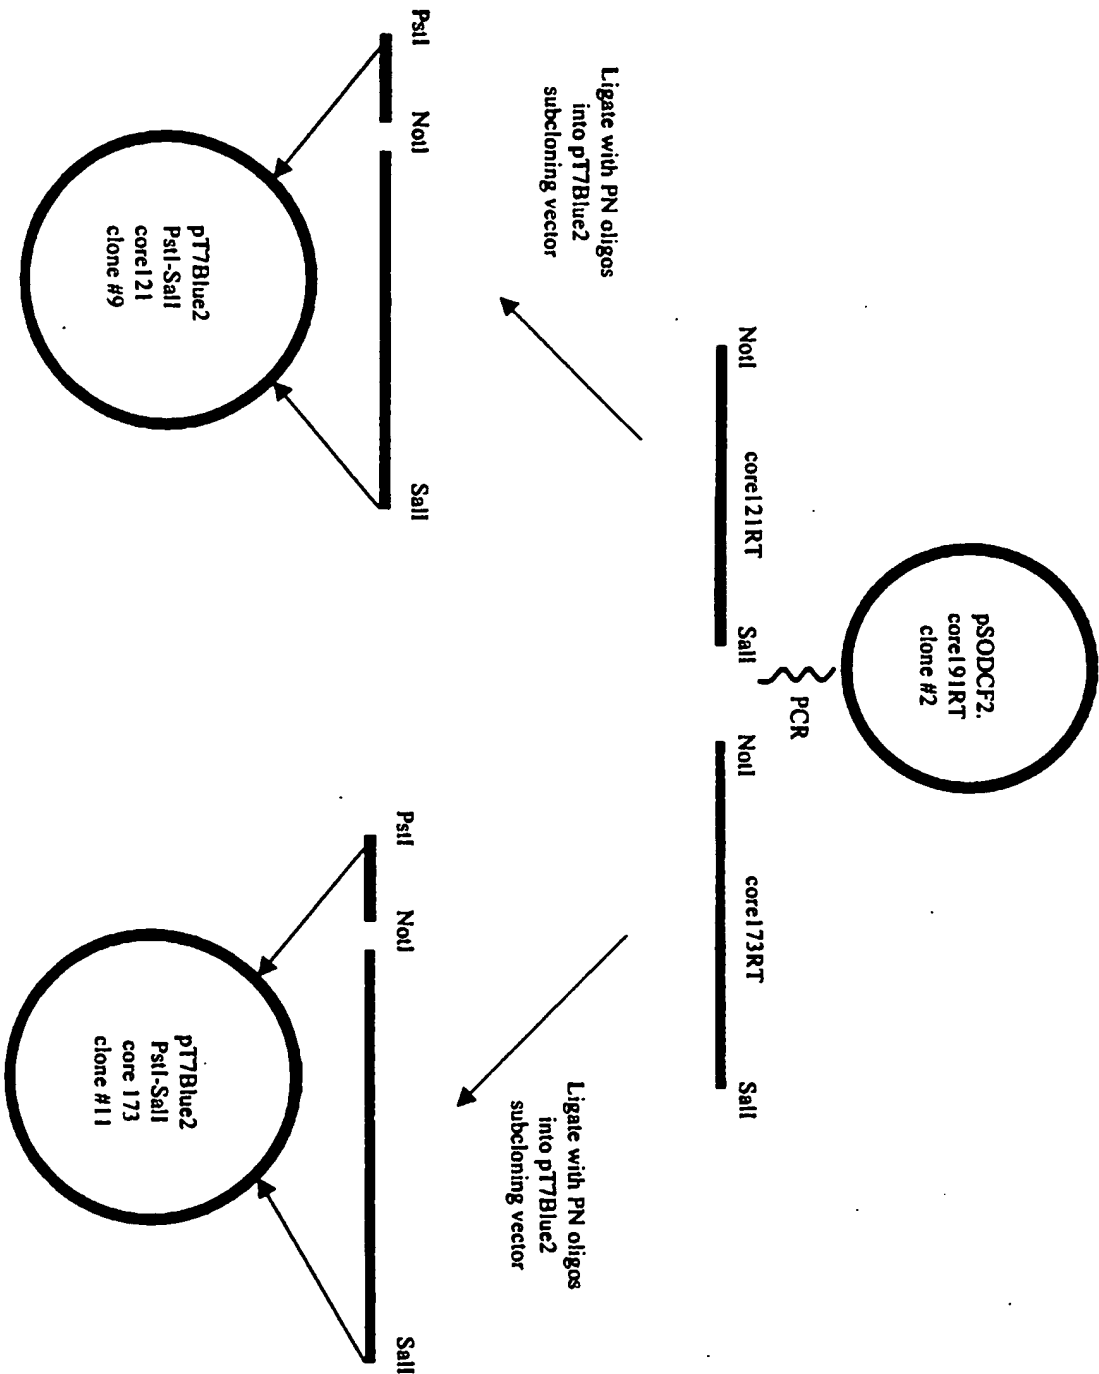 pSODCF2.
core191RT
clone #2
PCR
NotI
core121RT
SalI
NotI
core173RT
SalI
Ligate with PN oligos
into pT7Blue2
subcloning vector
Ligate with PN oligos
into pT7Blue2
subcloning vector
PstI
NotI
SalI
PstI
NotI
SalI
pT7Blue2
PstI-SalI
core121
clone #9
pT7Blue2
PstI-SalI
core 173
clone #11